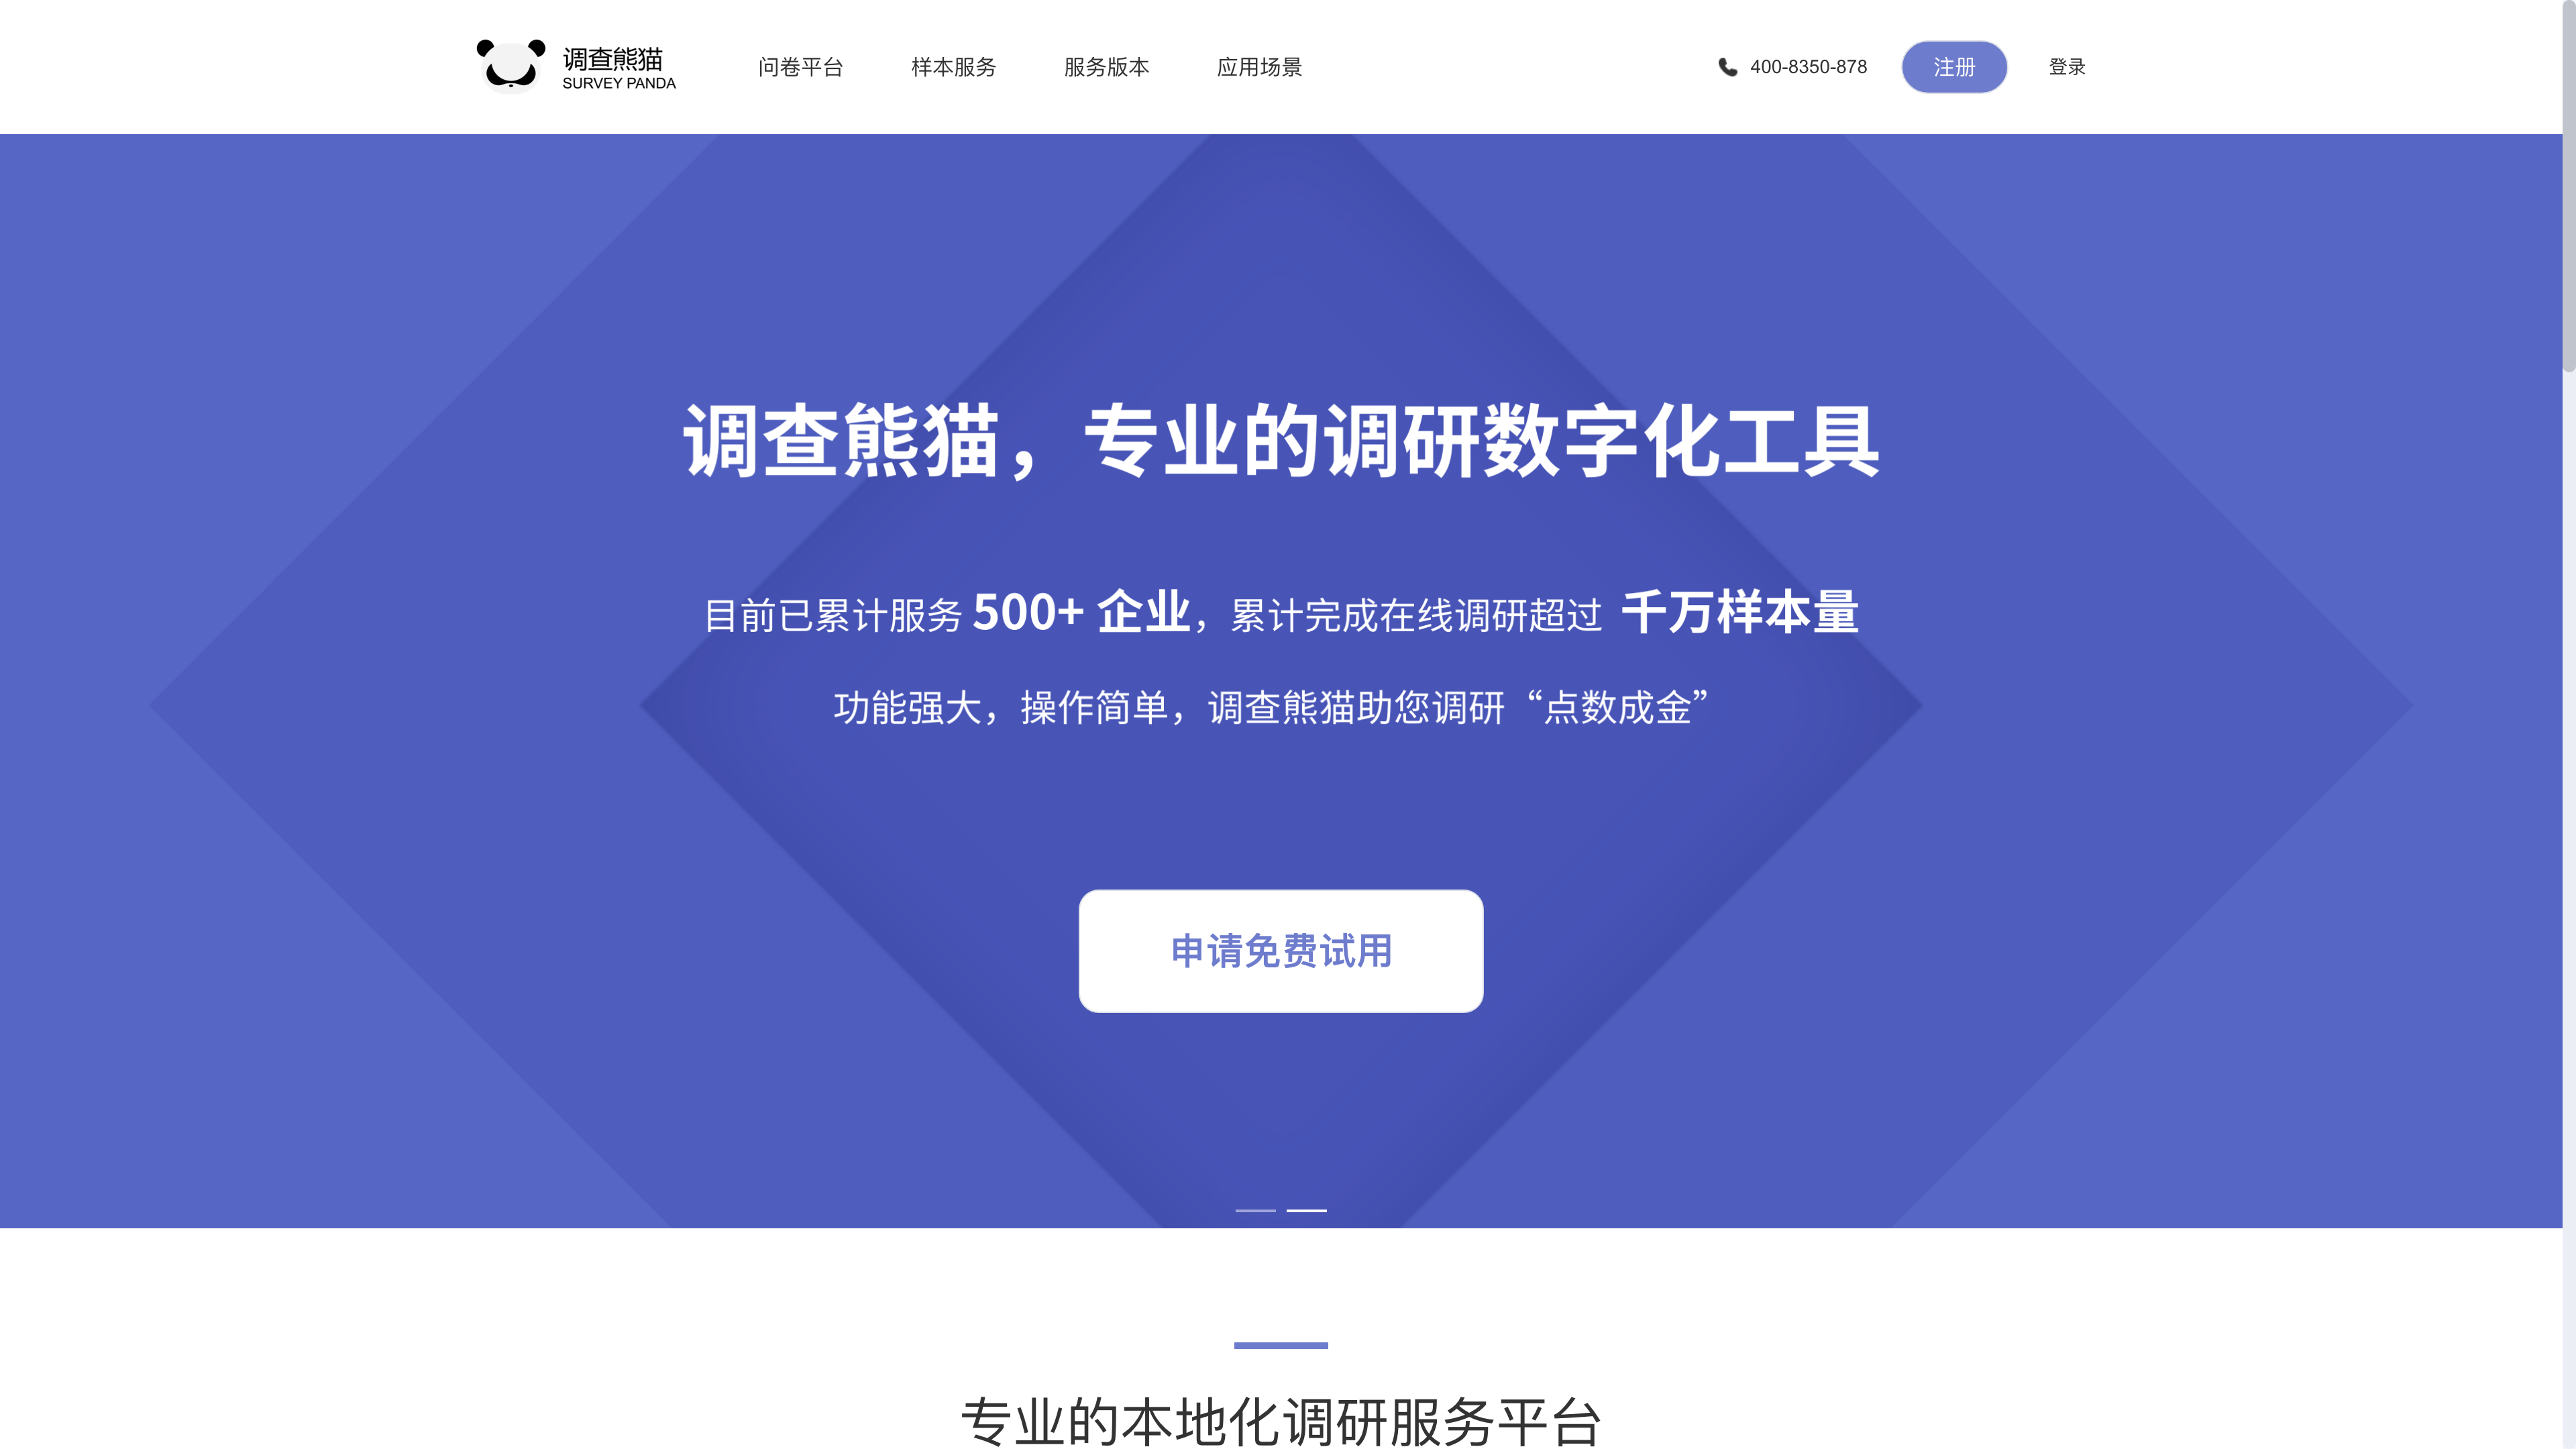 调查熊猫
SURVEY PANDA
问卷平台
样本服务
服务版本
应用场景
400-8350-878
注册
登录
调查熊猫，专业的调研数字化工具
目前已累计服务 500+ 企业，累计完成在线调研超过 千万样本量
功能强大，操作简单，调查熊猫助您调研“点数成金”
申请免费试用
专业的本地化调研服务平台